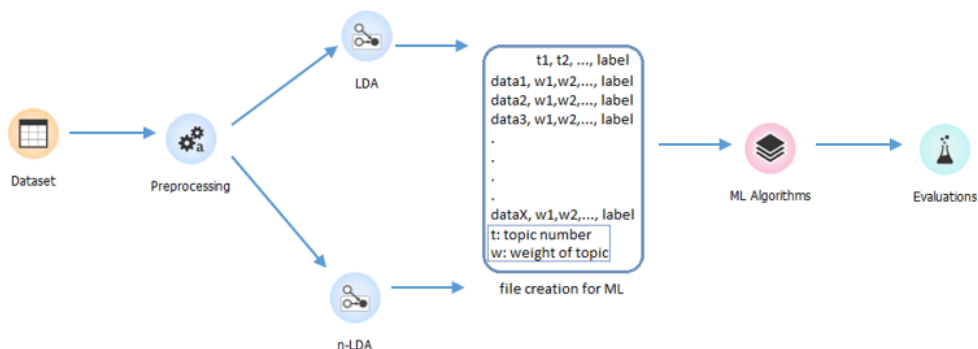 LDA
t1, t2, ..., label
data1, w1,w2,..., label
data2, w1,w2,..., label
data3, w1,w2,..., label
.
.
.
.
dataX, w1,w2,..., label
t: topic number
w: weight of topic
file creation for ML
a
Dataset
Preprocessing
ML Algorithms
Evaluations
n-LDA